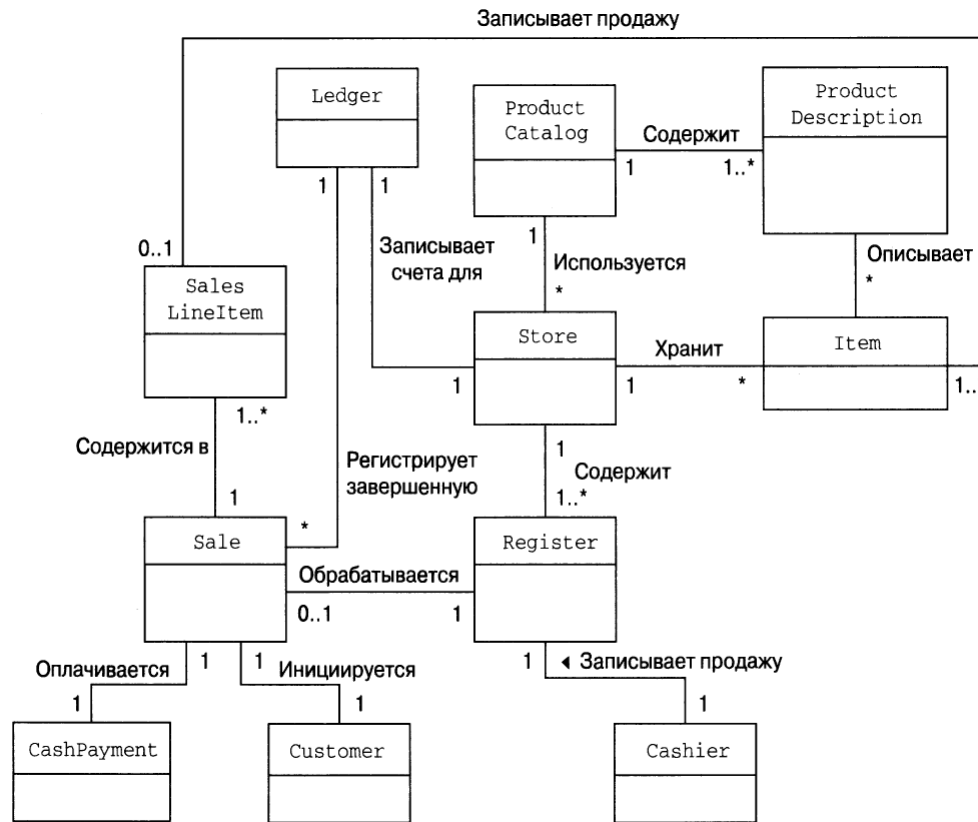 Записывает продажу
Ledger
Product
Catalog
Содержит
1
1..*
Product
Description
1
1
0..1
Sales
LineItem
Записывает
счета для
1
Используется
*
Описывает
*
Store
Хранит
Item
1
1
*
1..
1..*
Содержится в
1
Регистрирует
завершенную
*
1
Содержит
1..*
Sale
Обрабатывается
0..1
1
Register
Оплачивается
1
1
Инициируется
1
◄ Записывает продажу
1
1
1
CashPayment
Customer
Cashier